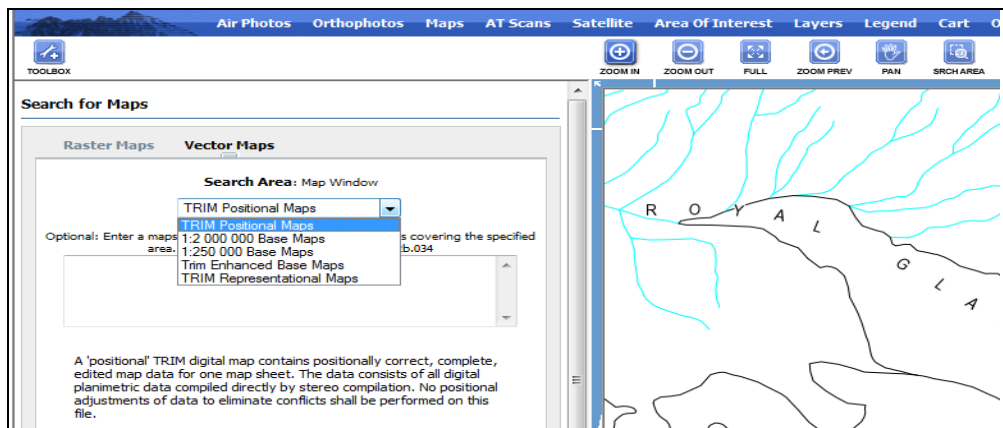 Air Photos Orthophotos Maps AT Scans Satellite Area Of Interest Layers Legend Cart
TOOLBOX
ZOOM IN ZOOM OUT FULL ZOOM PREV PAN SRCH AREA
Search for Maps
Raster Maps Vector Maps
Search Area: Map Window
TRIM Positional Maps
TRIM Positional Maps
1:2 000 000 Base Maps
1:250 000 Base Maps
Trim Enhanced Base Maps
TRIM Representational Maps
Optional: Enter a maps covering the specified
area. b.034
A 'positional' TRIM digital map contains positionally correct, complete,
edited map data for one map sheet. The data consists of all digital
planimetric data compiled directly by stereo compilation. No positional
adjustments of data to eliminate conflicts shall be performed on this
file.
R O Y A L G L A